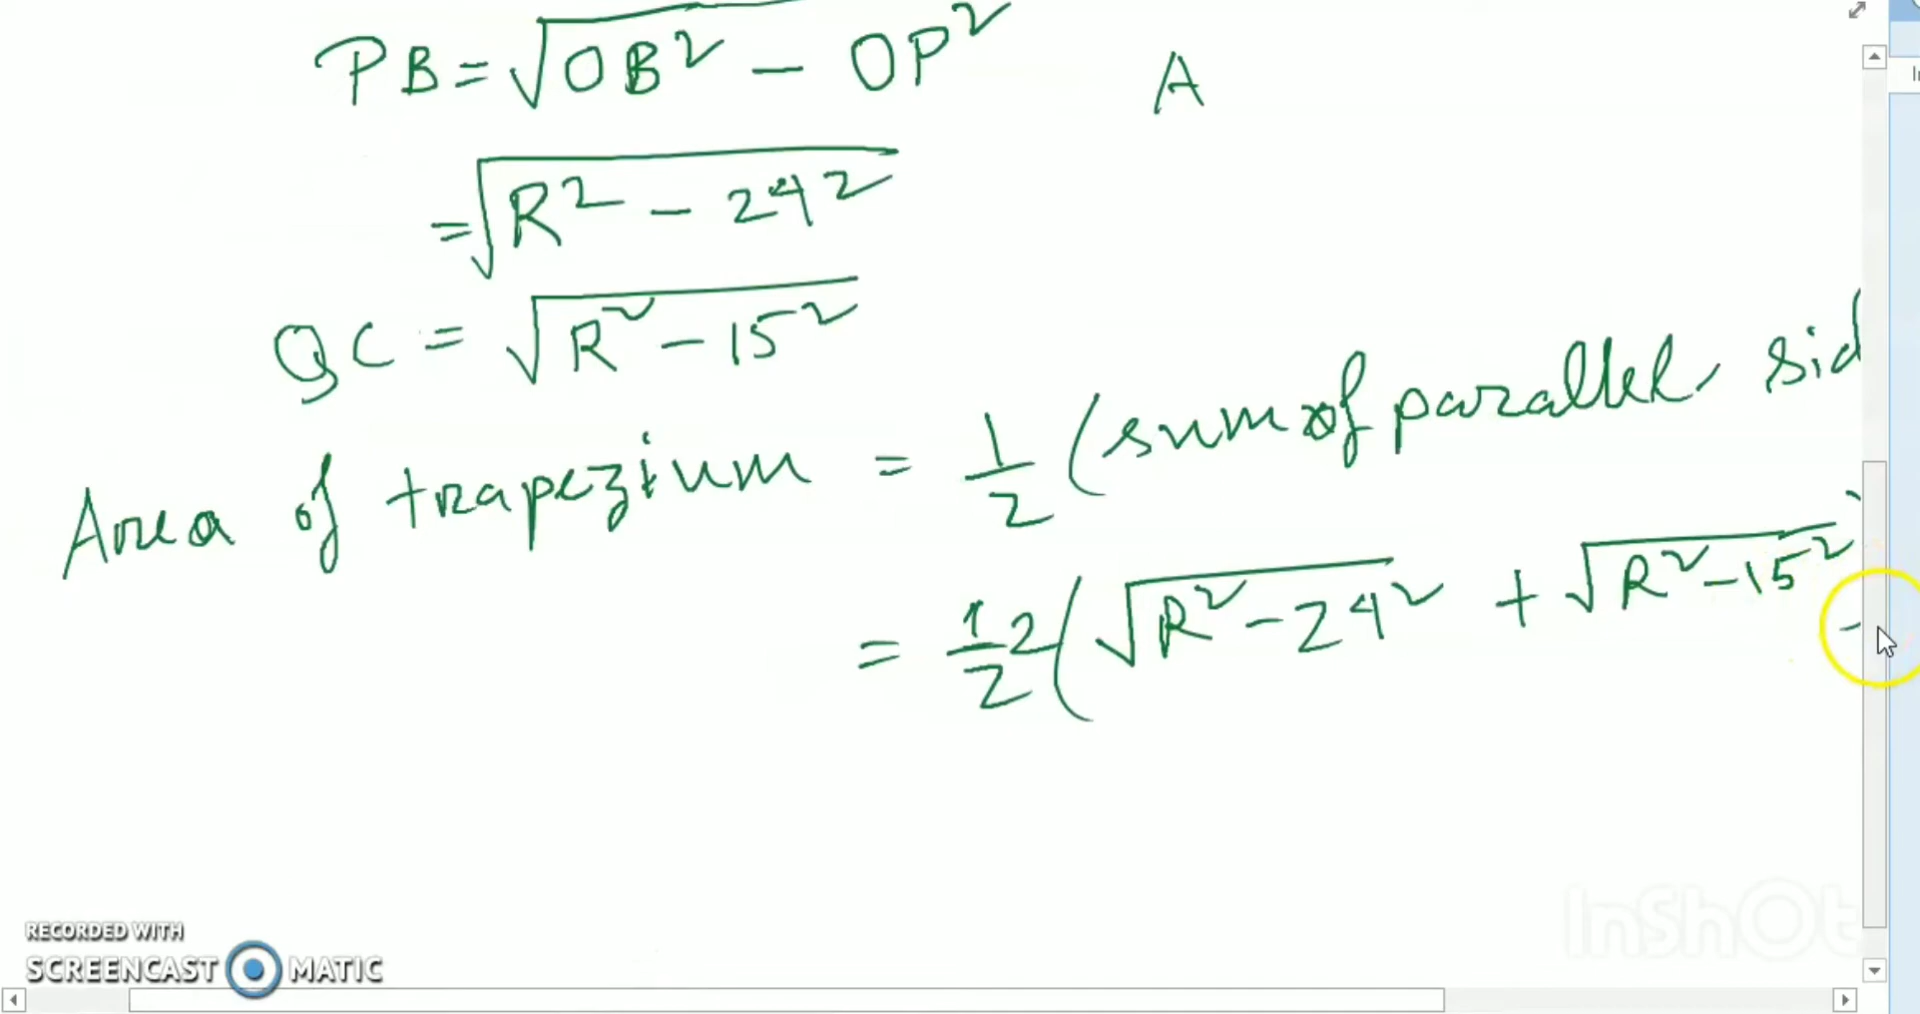 PB = √OB² - OP²
A
= √R² - 24²
QC = √R² - 15²
Area of trapezium = 1/2 (sum of parallel sid
= 1/2 2(√R² - 24² + √R² - 15²
RECORDED WITH
SCREENCAST MATIC
InShOt